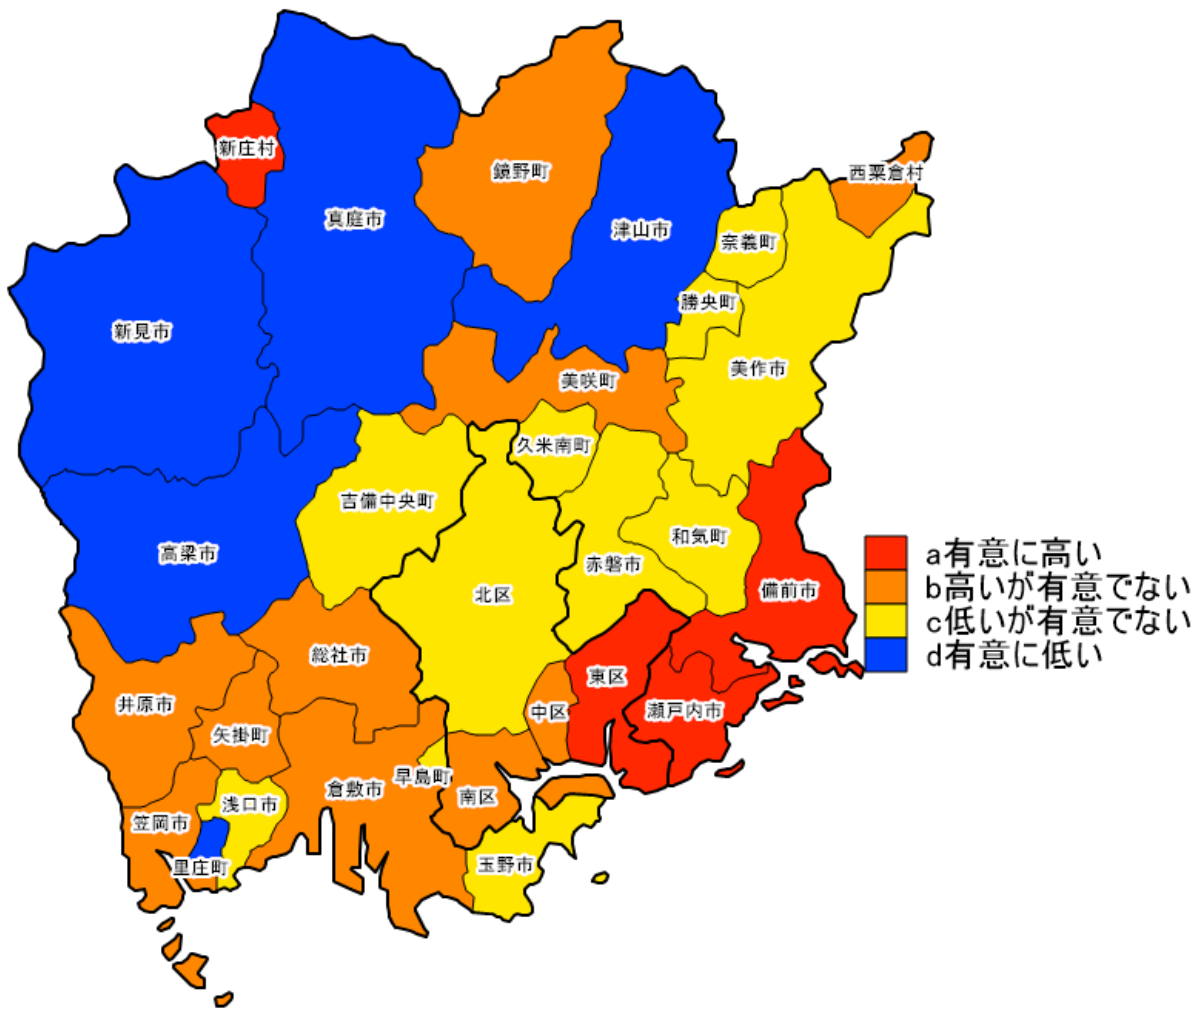 新庄村
鏡野町
西粟倉村
真庭市
津山市
奈義町
勝央町
新見市
美作市
美咲町
久米南町
吉備中央町
和気町
高梁市
赤磐市
備前市
北区
a有意に高い
b高いが有意でない
c低いが有意でない
d有意に低い
総社市
東区
井原市
中区
瀬戸内市
矢掛町
早島町
倉敷市
南区
浅口市
笠岡市
里庄町
玉野市